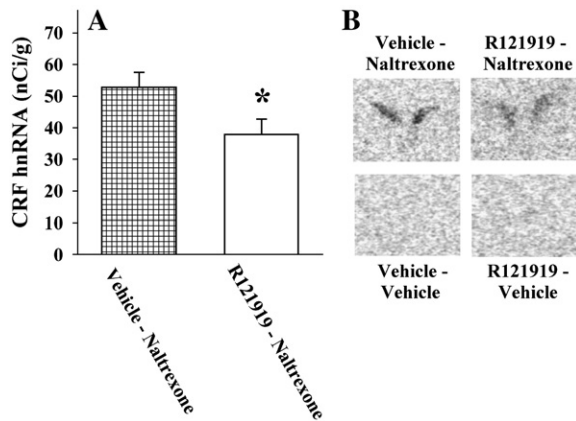 A
CRF hnRNA (nCi/g)
70
60
50
40
30
20
10
0
*
Vehicle - Naltrexone
R121919 - Naltrexone
B
Vehicle -
Naltrexone
R121919 -
Naltrexone
Vehicle -
Vehicle
R121919 -
Vehicle